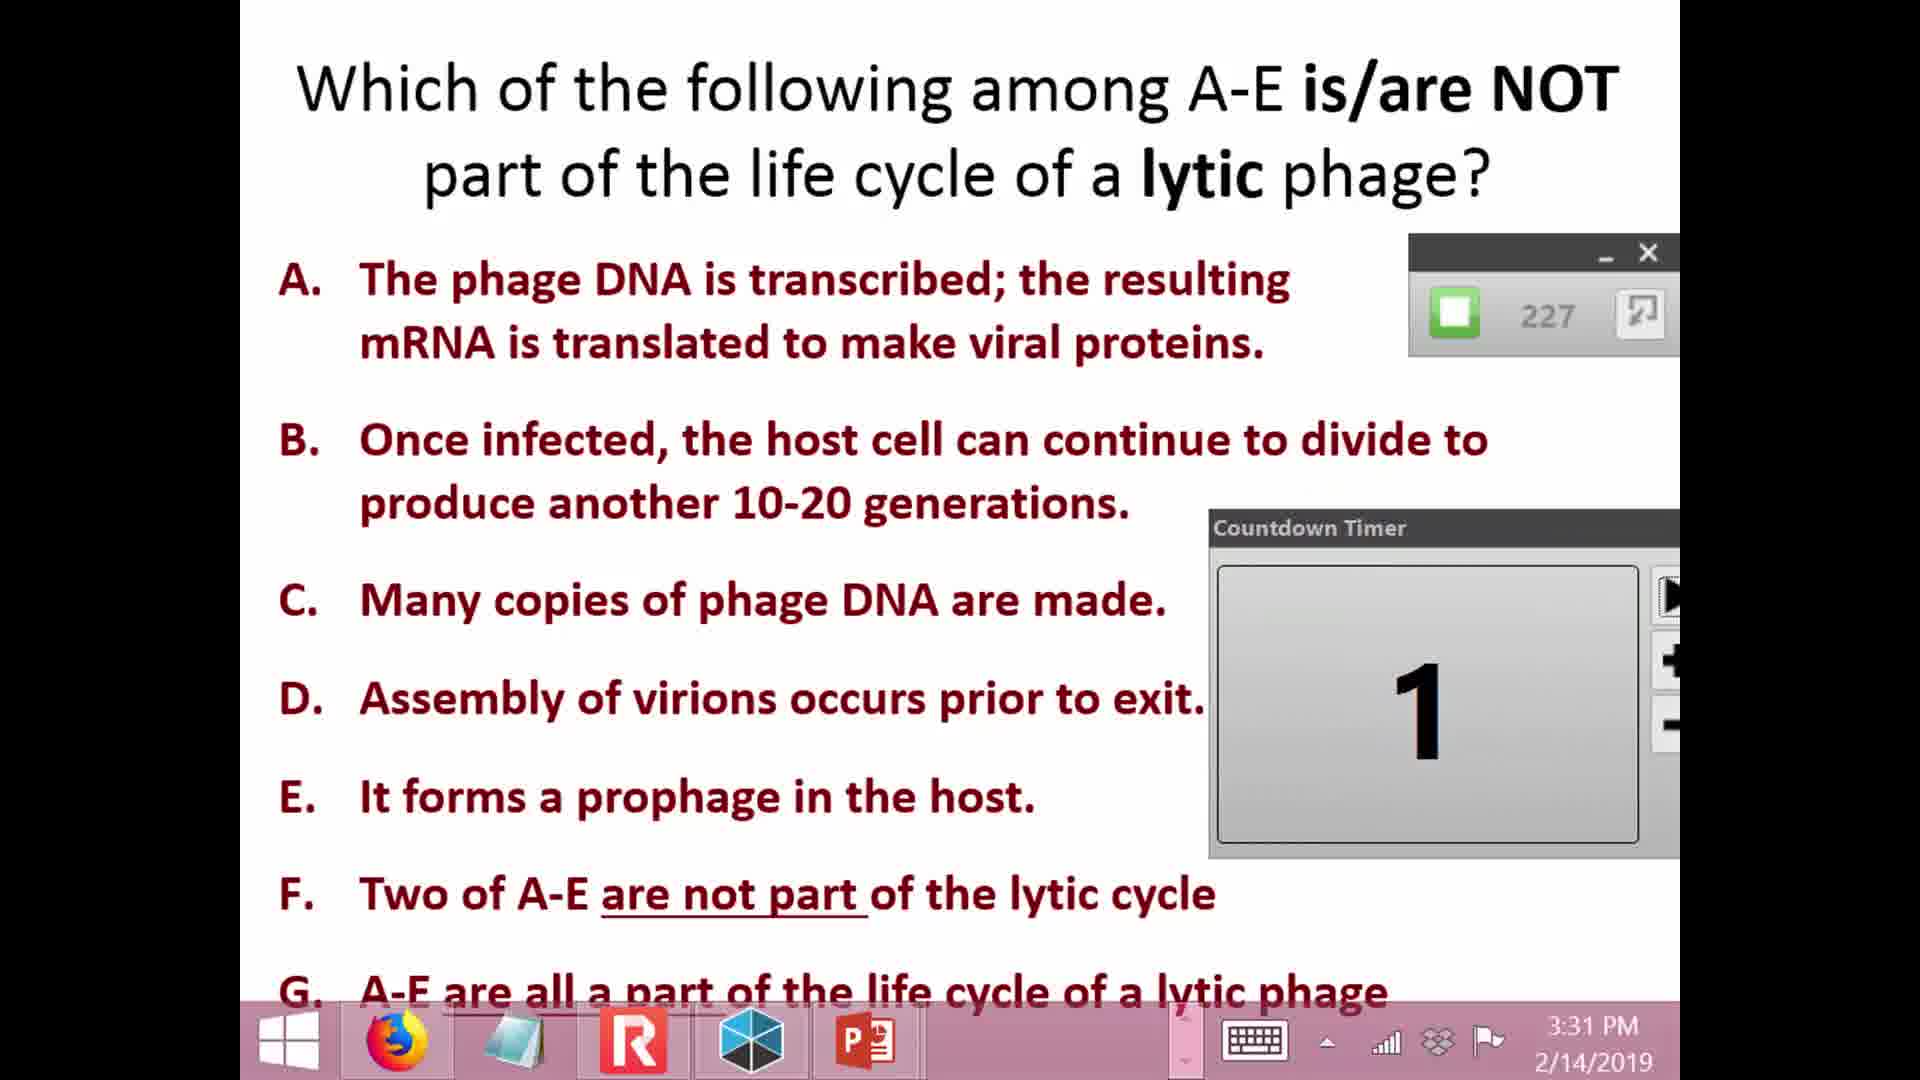 Which of the following among A-E is/are NOT
part of the life cycle of a lytic phage?
A. The phage DNA is transcribed; the resulting
mRNA is translated to make viral proteins.
227
B. Once infected, the host cell can continue to divide to
produce another 10-20 generations.
Countdown Timer
1
C. Many copies of phage DNA are made.
D. Assembly of virions occurs prior to exit.
E. It forms a prophage in the host.
F. Two of A-E are not part of the lytic cycle
G. A-E are all a part of the life cycle of a lytic phage
3:31 PM
2/14/2019